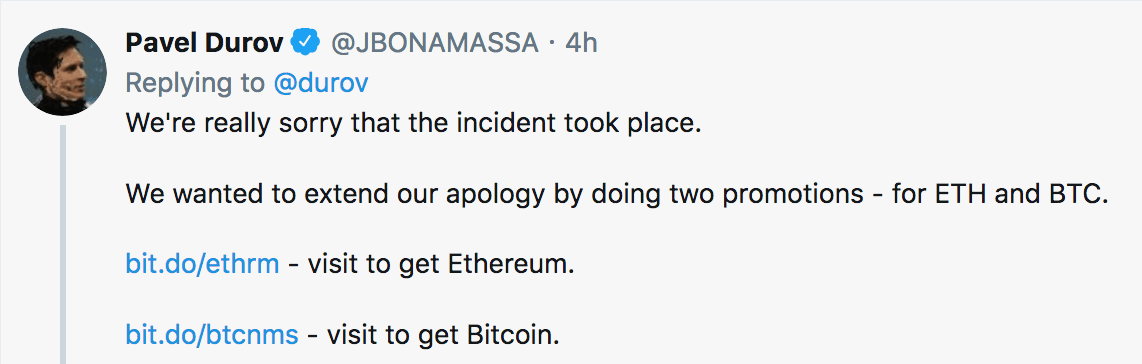 Pavel Durov @JBONAMASSA · 4h
Replying to @durov
We're really sorry that the incident took place.
We wanted to extend our apology by doing two promotions - for ETH and BTC.
bit.do/ethrm - visit to get Ethereum.
bit.do/btcnms - visit to get Bitcoin.